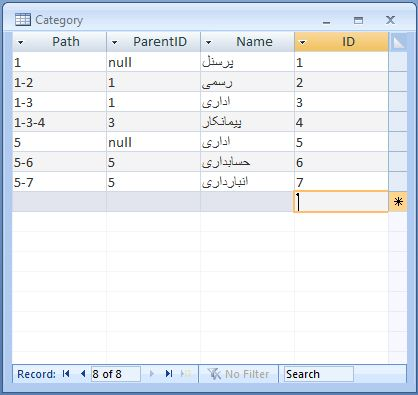 Category
Path ParentID Name ID
1 null پرسنل 1
1-2 1 رسمی 2
1-3 1 اداری 3
1-3-4 3 پیمانکار 4
5 null اداری 5
5-6 5 حسابداری 6
5-7 5 انبارداری 7
Record: 8 of 8 No Filter Search